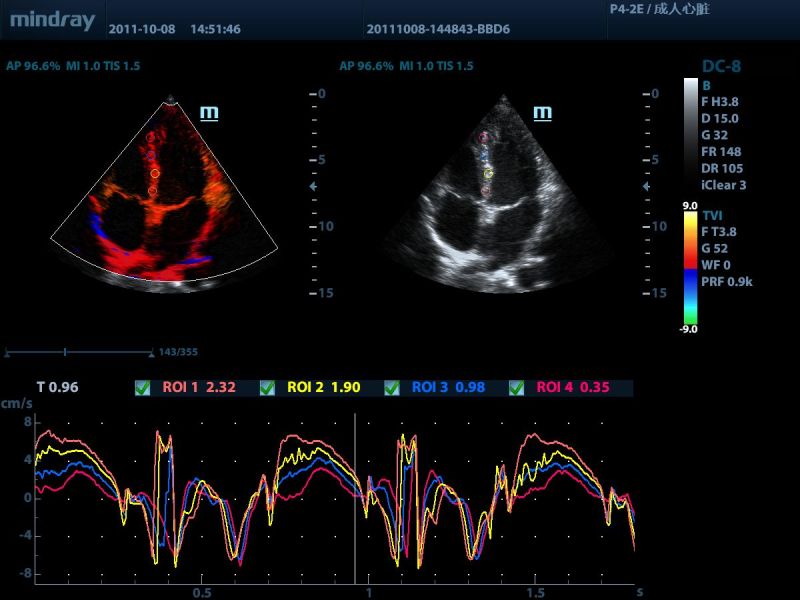 mindray
2011-10-08 14:51:46
20111008-144843-BBD6
P4-2E / 成人心脏
AP 96.6% MI 1.0 TIS 1.5
AP 96.6% MI 1.0 TIS 1.5
DC-8
m
m
0
5
10
15
0
5
10
15
B
F H3.8
D 15.0
G 32
FR 148
DR 105
iClear 3
9.0
-9.0
TVI
F T3.8
G 52
WF 0
PRF 0.9k
143/355
T 0.96
ROI 1 2.32
ROI 2 1.90
ROI 3 0.98
ROI 4 0.35
cm/s
8
4
0
-4
-8
0.5
1
1.5
s